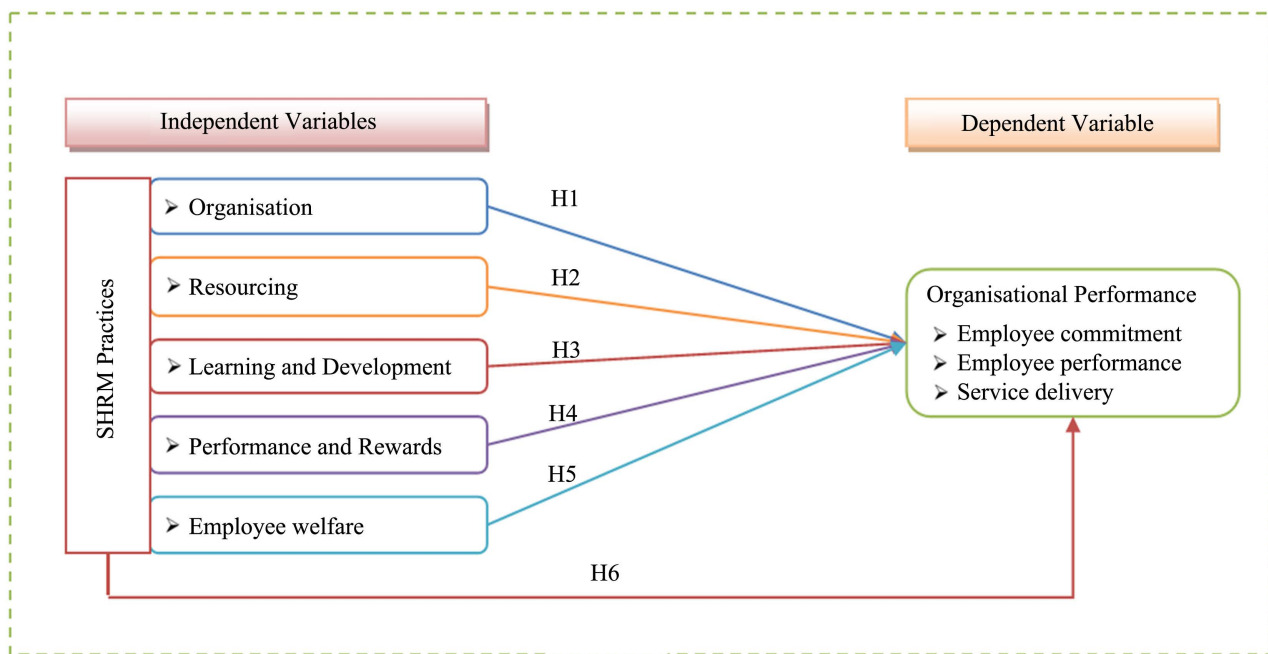 Independent Variables
Dependent Variable
SHRM Practices
Organisation
Resourcing
Learning and Development
Performance and Rewards
Employee welfare
H1
H2
H3
H4
H5
H6
Organisational Performance
Employee commitment
Employee performance
Service delivery